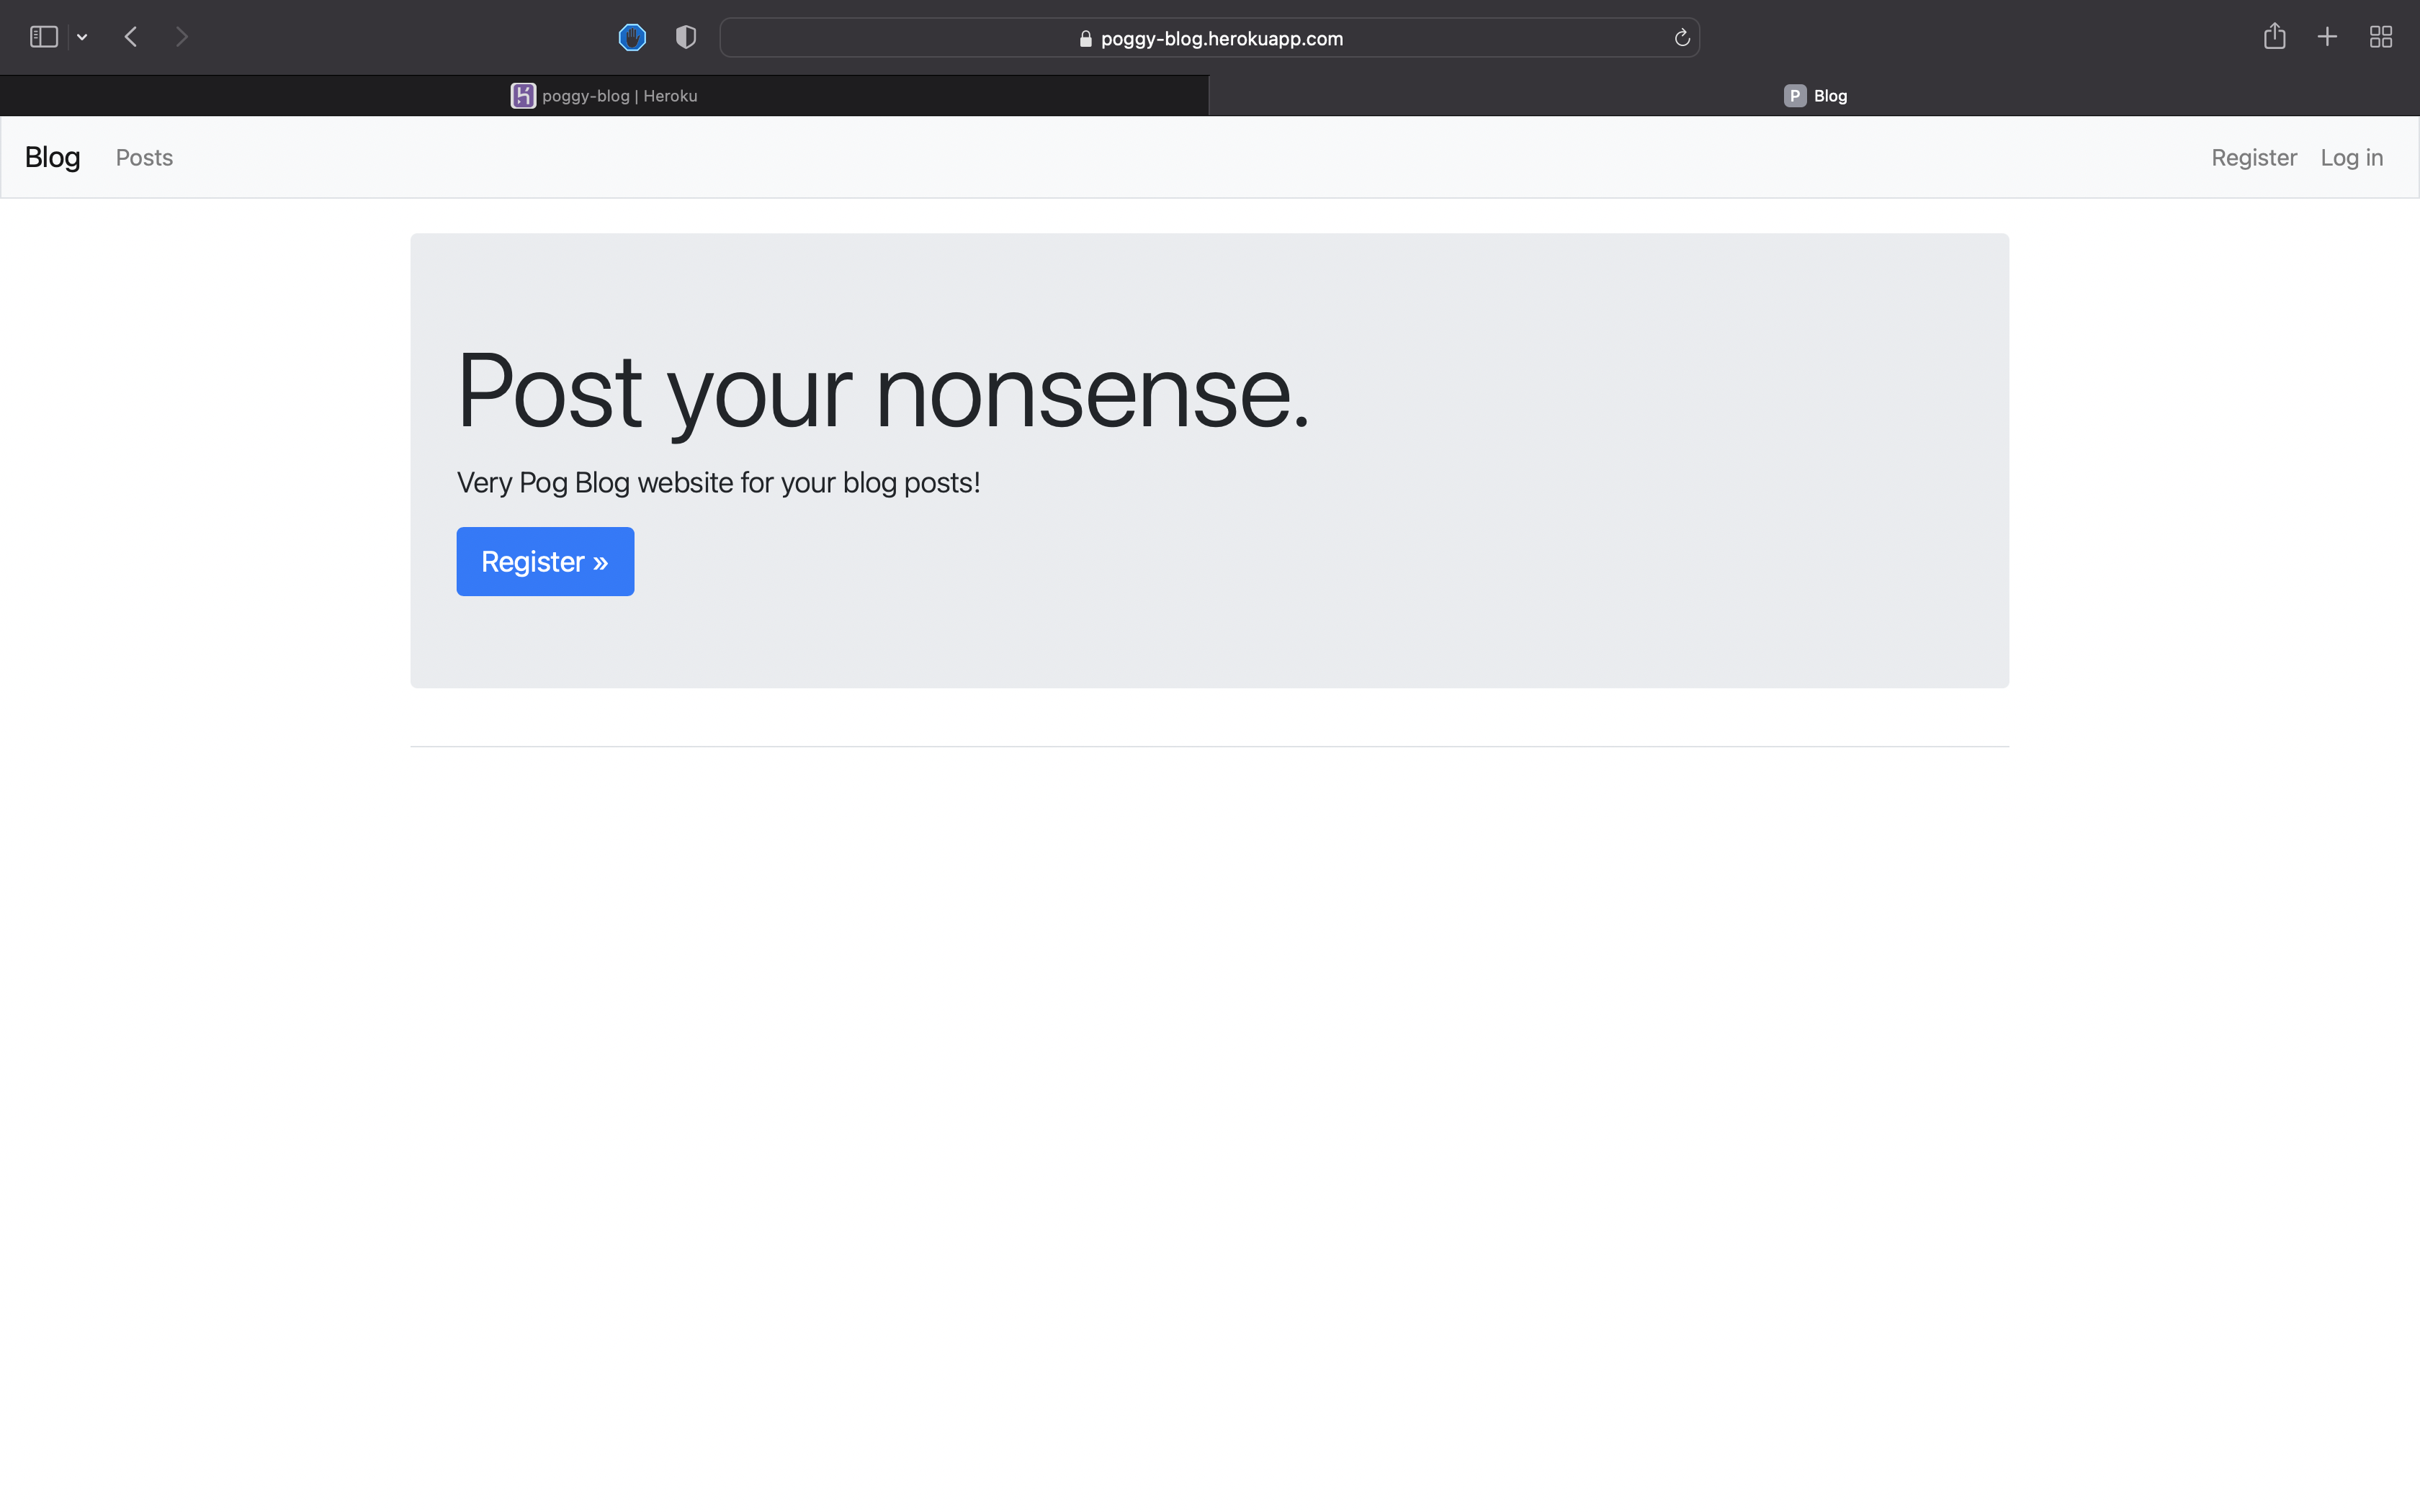 poggy-blog.herokuapp.com
poggy-blog | Heroku
P Blog
Blog Posts Register Log in
Post your nonsense.
Very Pog Blog website for your blog posts!
Register »